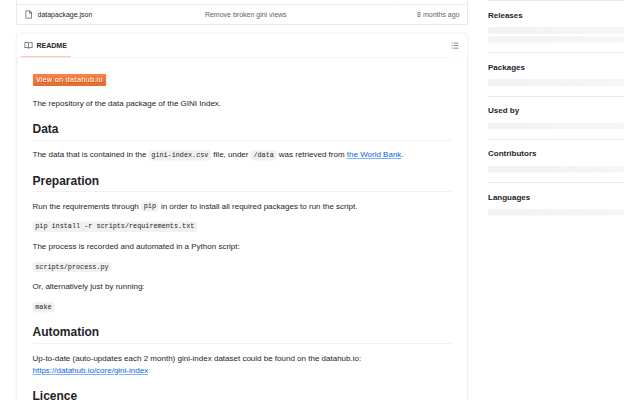 datapackage.json Remove broken gini views 8 months ago
README
View on datahub.io
The repository of the data package of the GINI Index.
Data
The data that is contained in the gini-index.csv file, under /data was retrieved from the World Bank.
Preparation
Run the requirements through pip in order to install all required packages to run the script.
pip install -r scripts/requirements.txt
The process is recorded and automated in a Python script:
scripts/process.py
Or, alternatively just by running:
make
Automation
Up-to-date (auto-updates each 2 month) gini-index dataset could be found on the datahub.io:
https://datahub.io/core/gini-index
Licence
Releases
Packages
Used by
Contributors
Languages